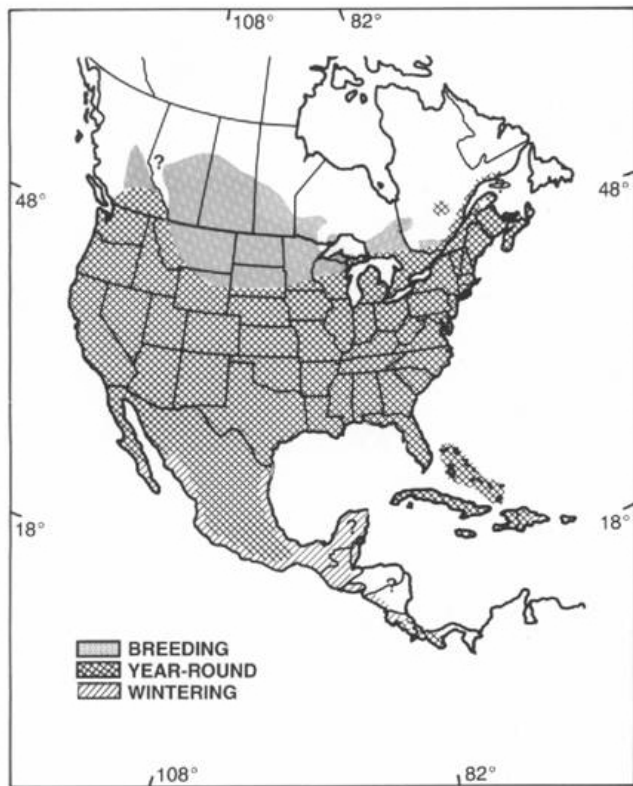 108° 82°
?
48° 48°
?
18° 18°
?
BREEDING
YEAR-ROUND
WINTERING
108° 82°